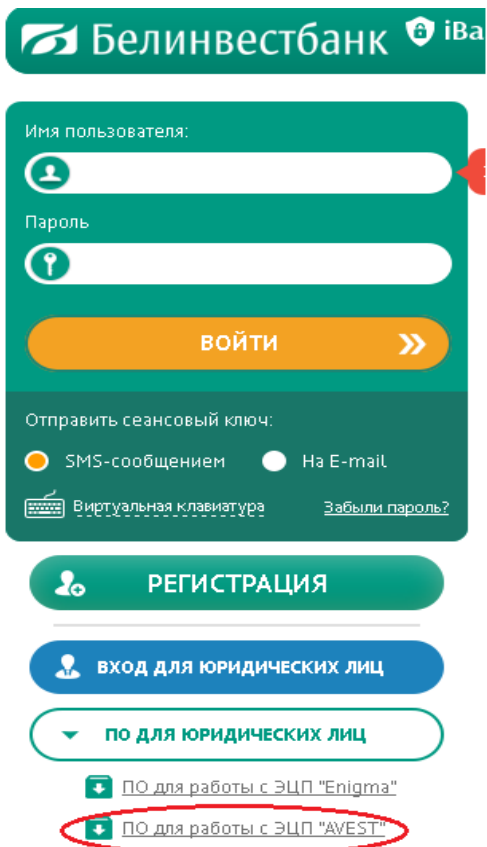 Белинвестбанк iBa
Имя пользователя:
Пароль
ВОЙТИ
Отправить сеансовый ключ:
SMS-сообщением На E-mail
Виртуальная клавиатура Забыли пароль?
РЕГИСТРАЦИЯ
ВХОД ДЛЯ ЮРИДИЧЕСКИХ ЛИЦ
ПО ДЛЯ ЮРИДИЧЕСКИХ ЛИЦ
ПО для работы с ЭЦП "Enigma"
ПО для работы с ЭЦП "AVEST"